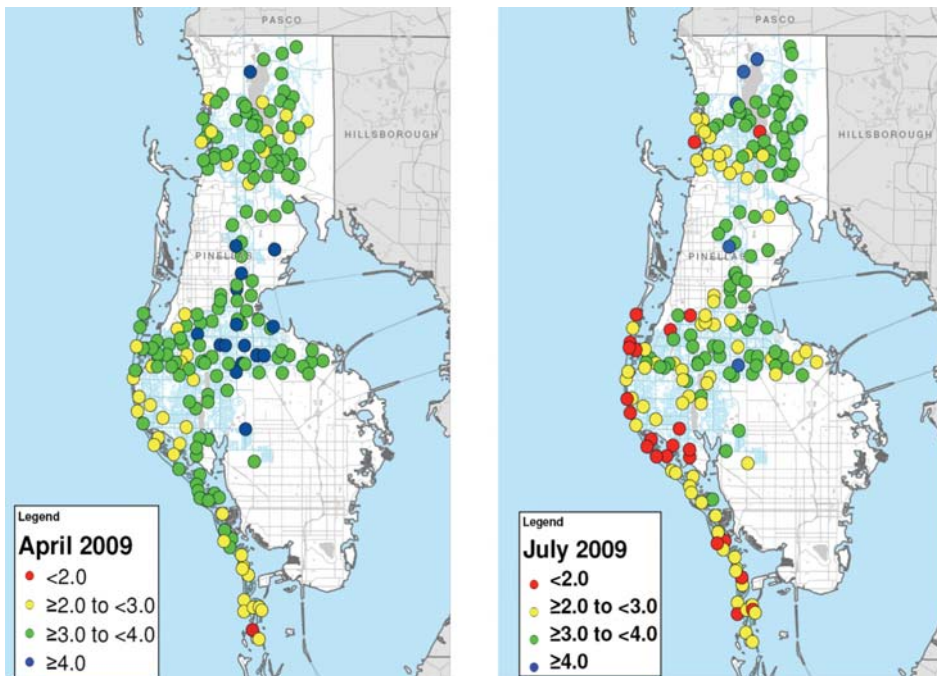 PASCO
HILLSBOROUGH
PINELLAS
Legend
April 2009
<2.0
≥2.0 to <3.0
≥3.0 to <4.0
≥4.0
PASCO
HILLSBOROUGH
PINELLAS
Legend
July 2009
<2.0
≥2.0 to <3.0
≥3.0 to <4.0
≥4.0